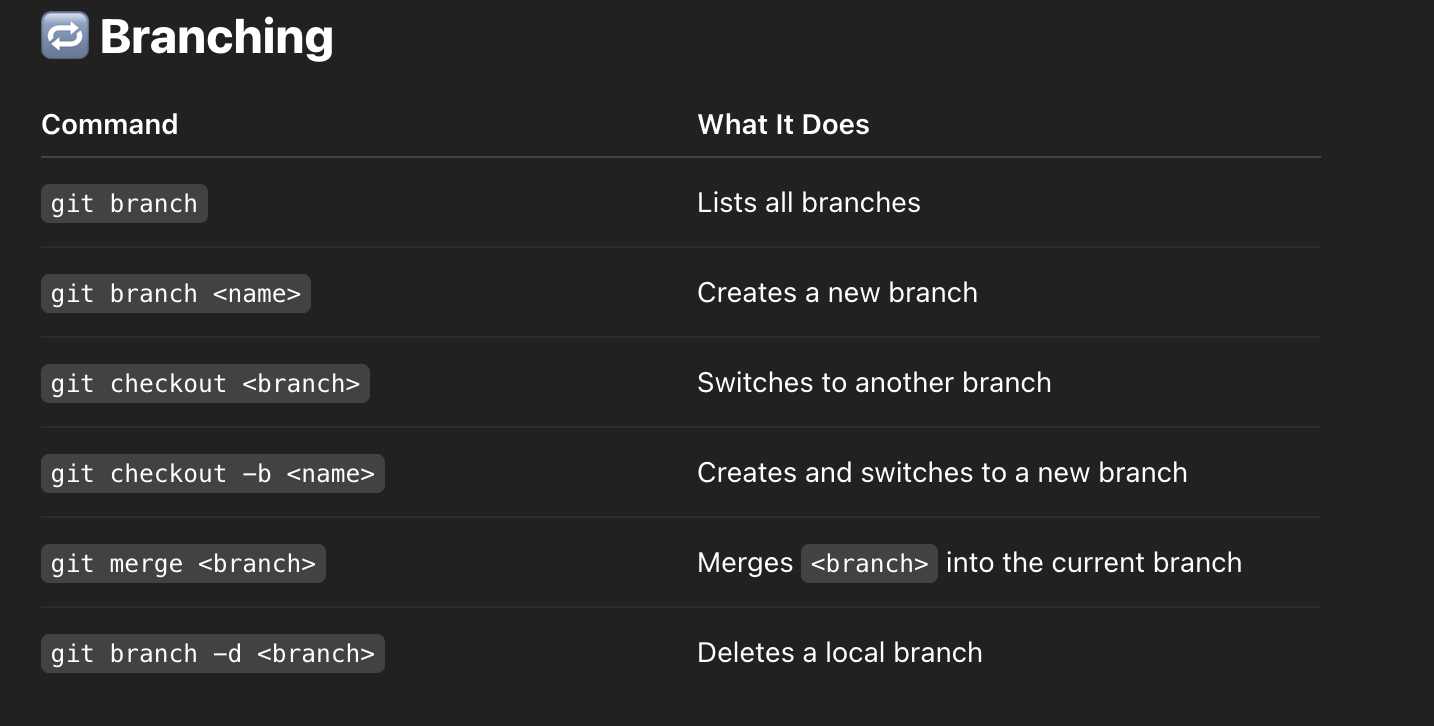 🔁 Branching
Command What It Does
git branch Lists all branches
git branch <name> Creates a new branch
git checkout <branch> Switches to another branch
git checkout -b <name> Creates and switches to a new branch
git merge <branch> Merges <branch> into the current branch
git branch -d <branch> Deletes a local branch